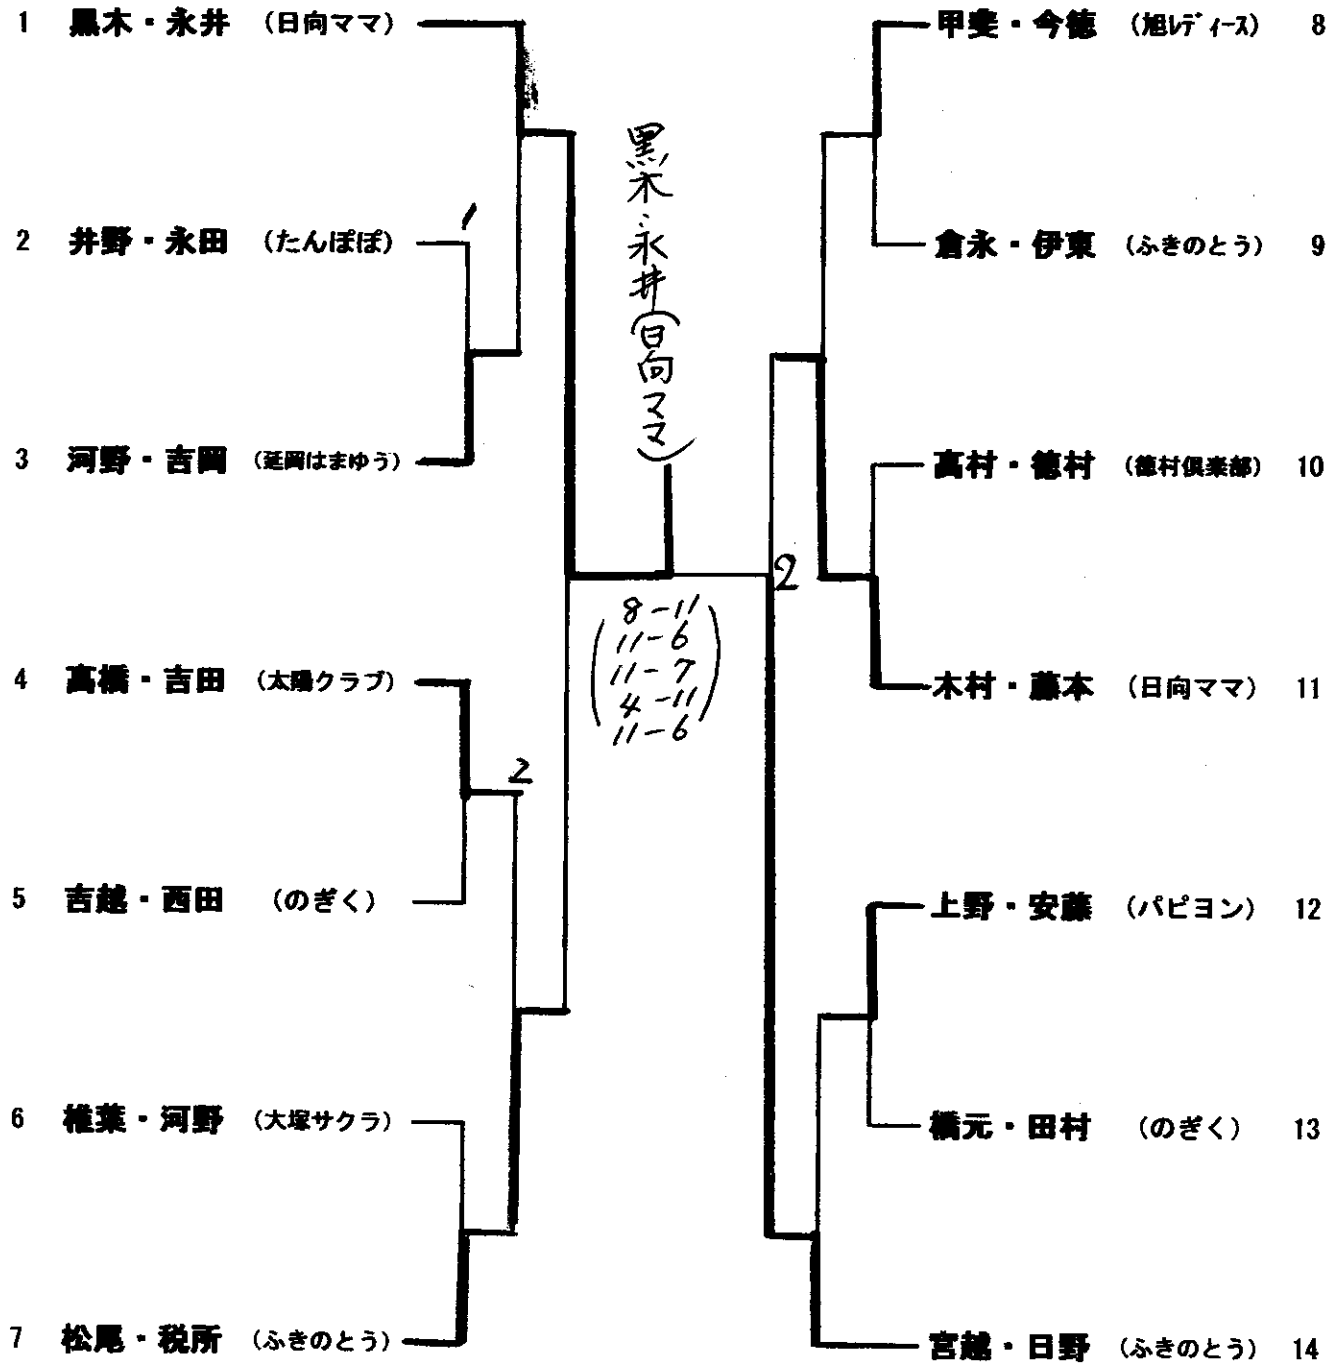 1 黒木・永井 (日向ママ)
2 井野・永田 (たんぽぽ)
1
3 河野・吉岡 (延岡はまゆう)
4 高橋・吉田 (太陽クラブ)
2
5 吉越・西田 (のぎく)
6 椎葉・河野 (大塚サクラ)
7 松尾・税所 (ふきのとう)
黒木・永井(日向ママ)
8-11
11-6
11-7
4-11
11-6
2
甲斐・今徳 (旭レディース) 8
倉永・伊東 (ふきのとう) 9
高村・徳村 (徳村倶楽部) 10
木村・藤本 (日向ママ) 11
上野・安藤 (パピヨン) 12
橋元・田村 (のぎく) 13
宮越・日野 (ふきのとう) 14